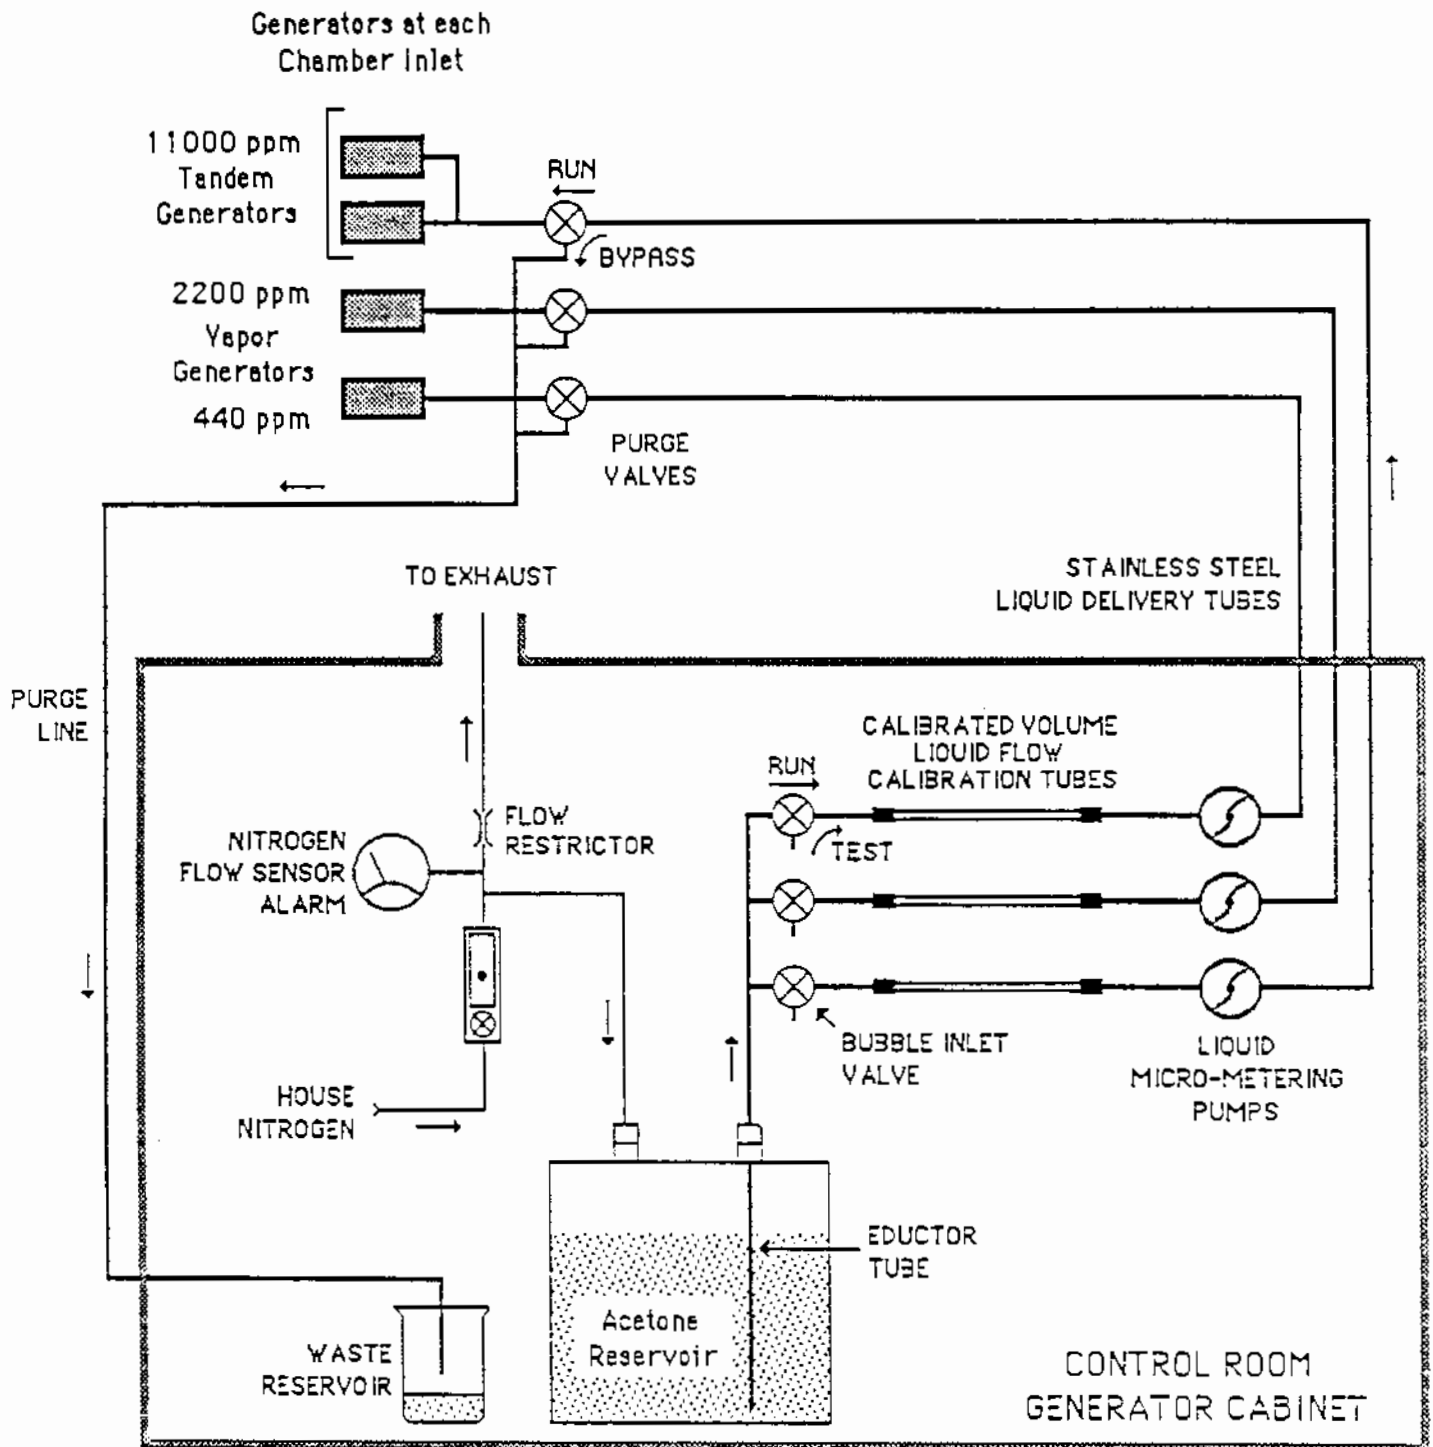 Generators at each
Chamber Inlet
11000 ppm
Tandem
Generators
RUN
BYPASS
2200 ppm
Vapor
Generators
440 ppm
PURGE
VALVES
TO EXHAUST
STAINLESS STEEL
LIQUID DELIVERY TUBES
PURGE
LINE
CALIBRATED VOLUME
LIQUID FLOW
CALIBRATION TUBES
RUN
TEST
FLOW
RESTRICTOR
NITROGEN
FLOW SENSOR
ALARM
BUBBLE INLET
VALVE
LIQUID
MICRO-METERING
PUMPS
HOUSE
NITROGEN
EDUCTOR
TUBE
Acetone
Reservoir
WASTE
RESERVOIR
CONTROL ROOM
GENERATOR CABINET